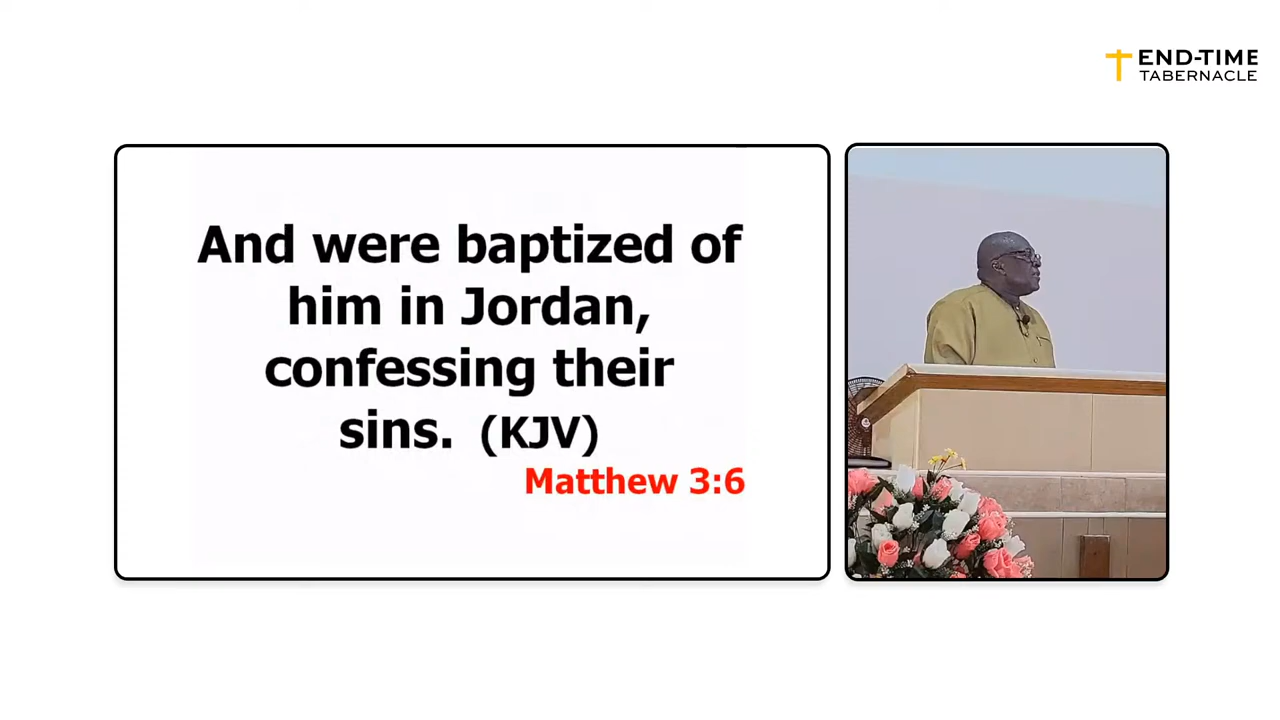 END-TIME
TABERNACLE
And were baptized of
him in Jordan,
confessing their
sins. (KJV)
Matthew 3:6